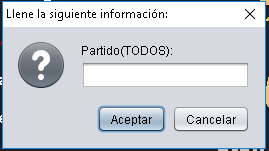 Llene la siguiente información:
?
Partido(TODOS):
Aceptar
Cancelar